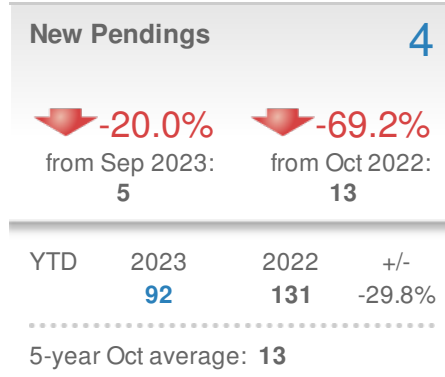 New Pendings 4
-20.0% -69.2%
from Sep 2023: from Oct 2022:
5 13
YTD 2023 2022 +/-
92 131 -29.8%
5-year Oct average: 13